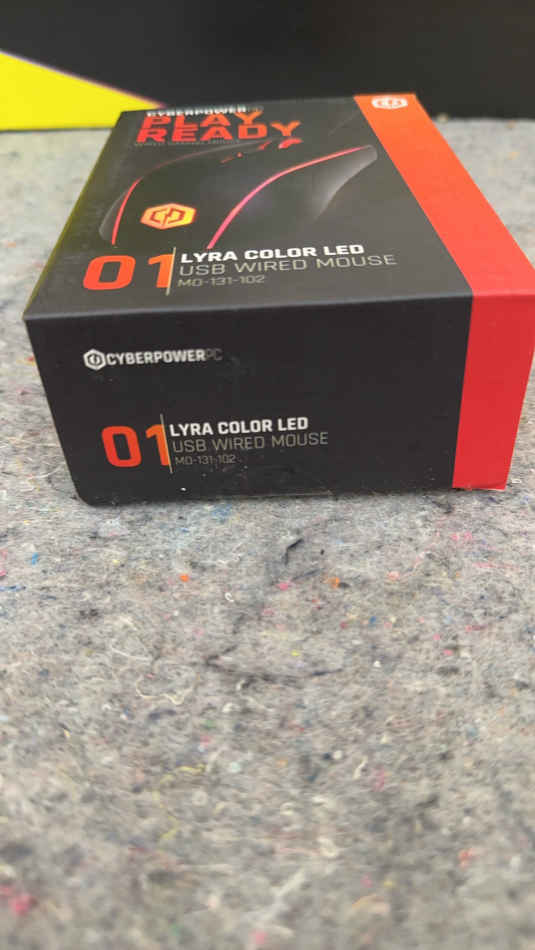 CYBERPOWERPC
PLAY
READY
01
LYRA COLOR LED
USB WIRED MOUSE
MO-131-102
CYBERPOWERPC
01
LYRA COLOR LED
USB WIRED MOUSE
MO-131-102